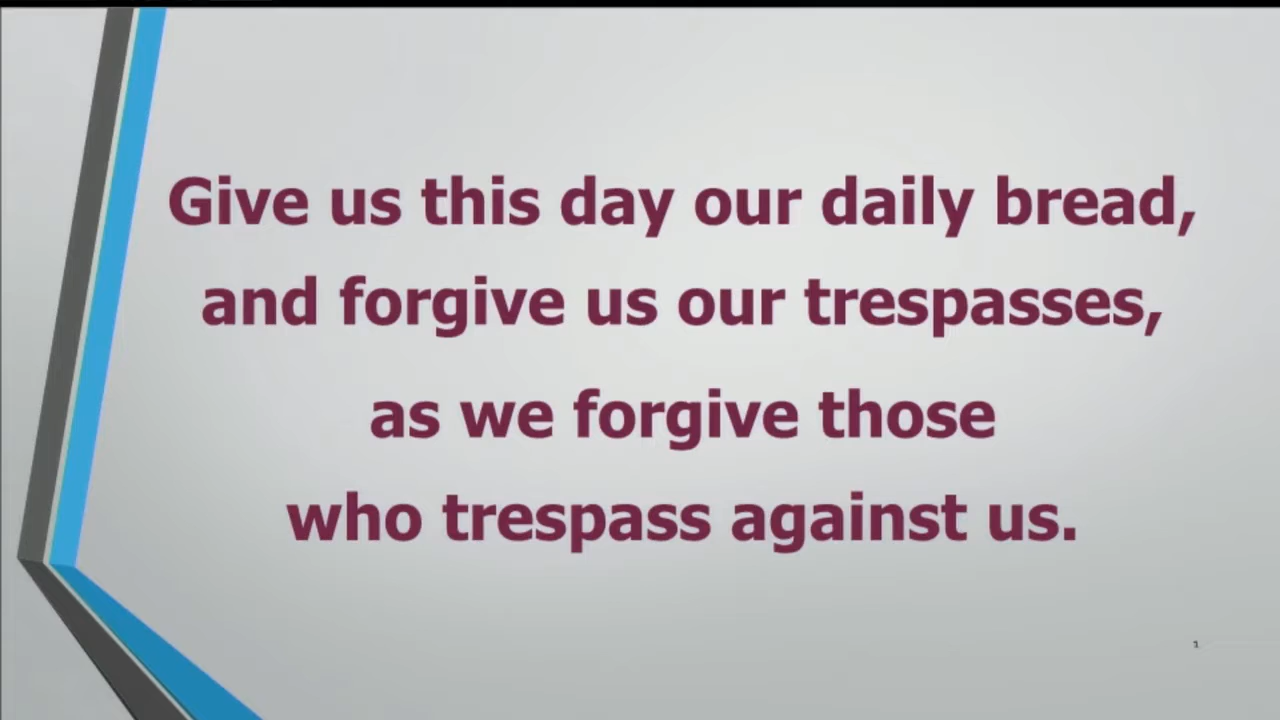 Give us this day our daily bread,
and forgive us our trespasses,
as we forgive those
who trespass against us.
1